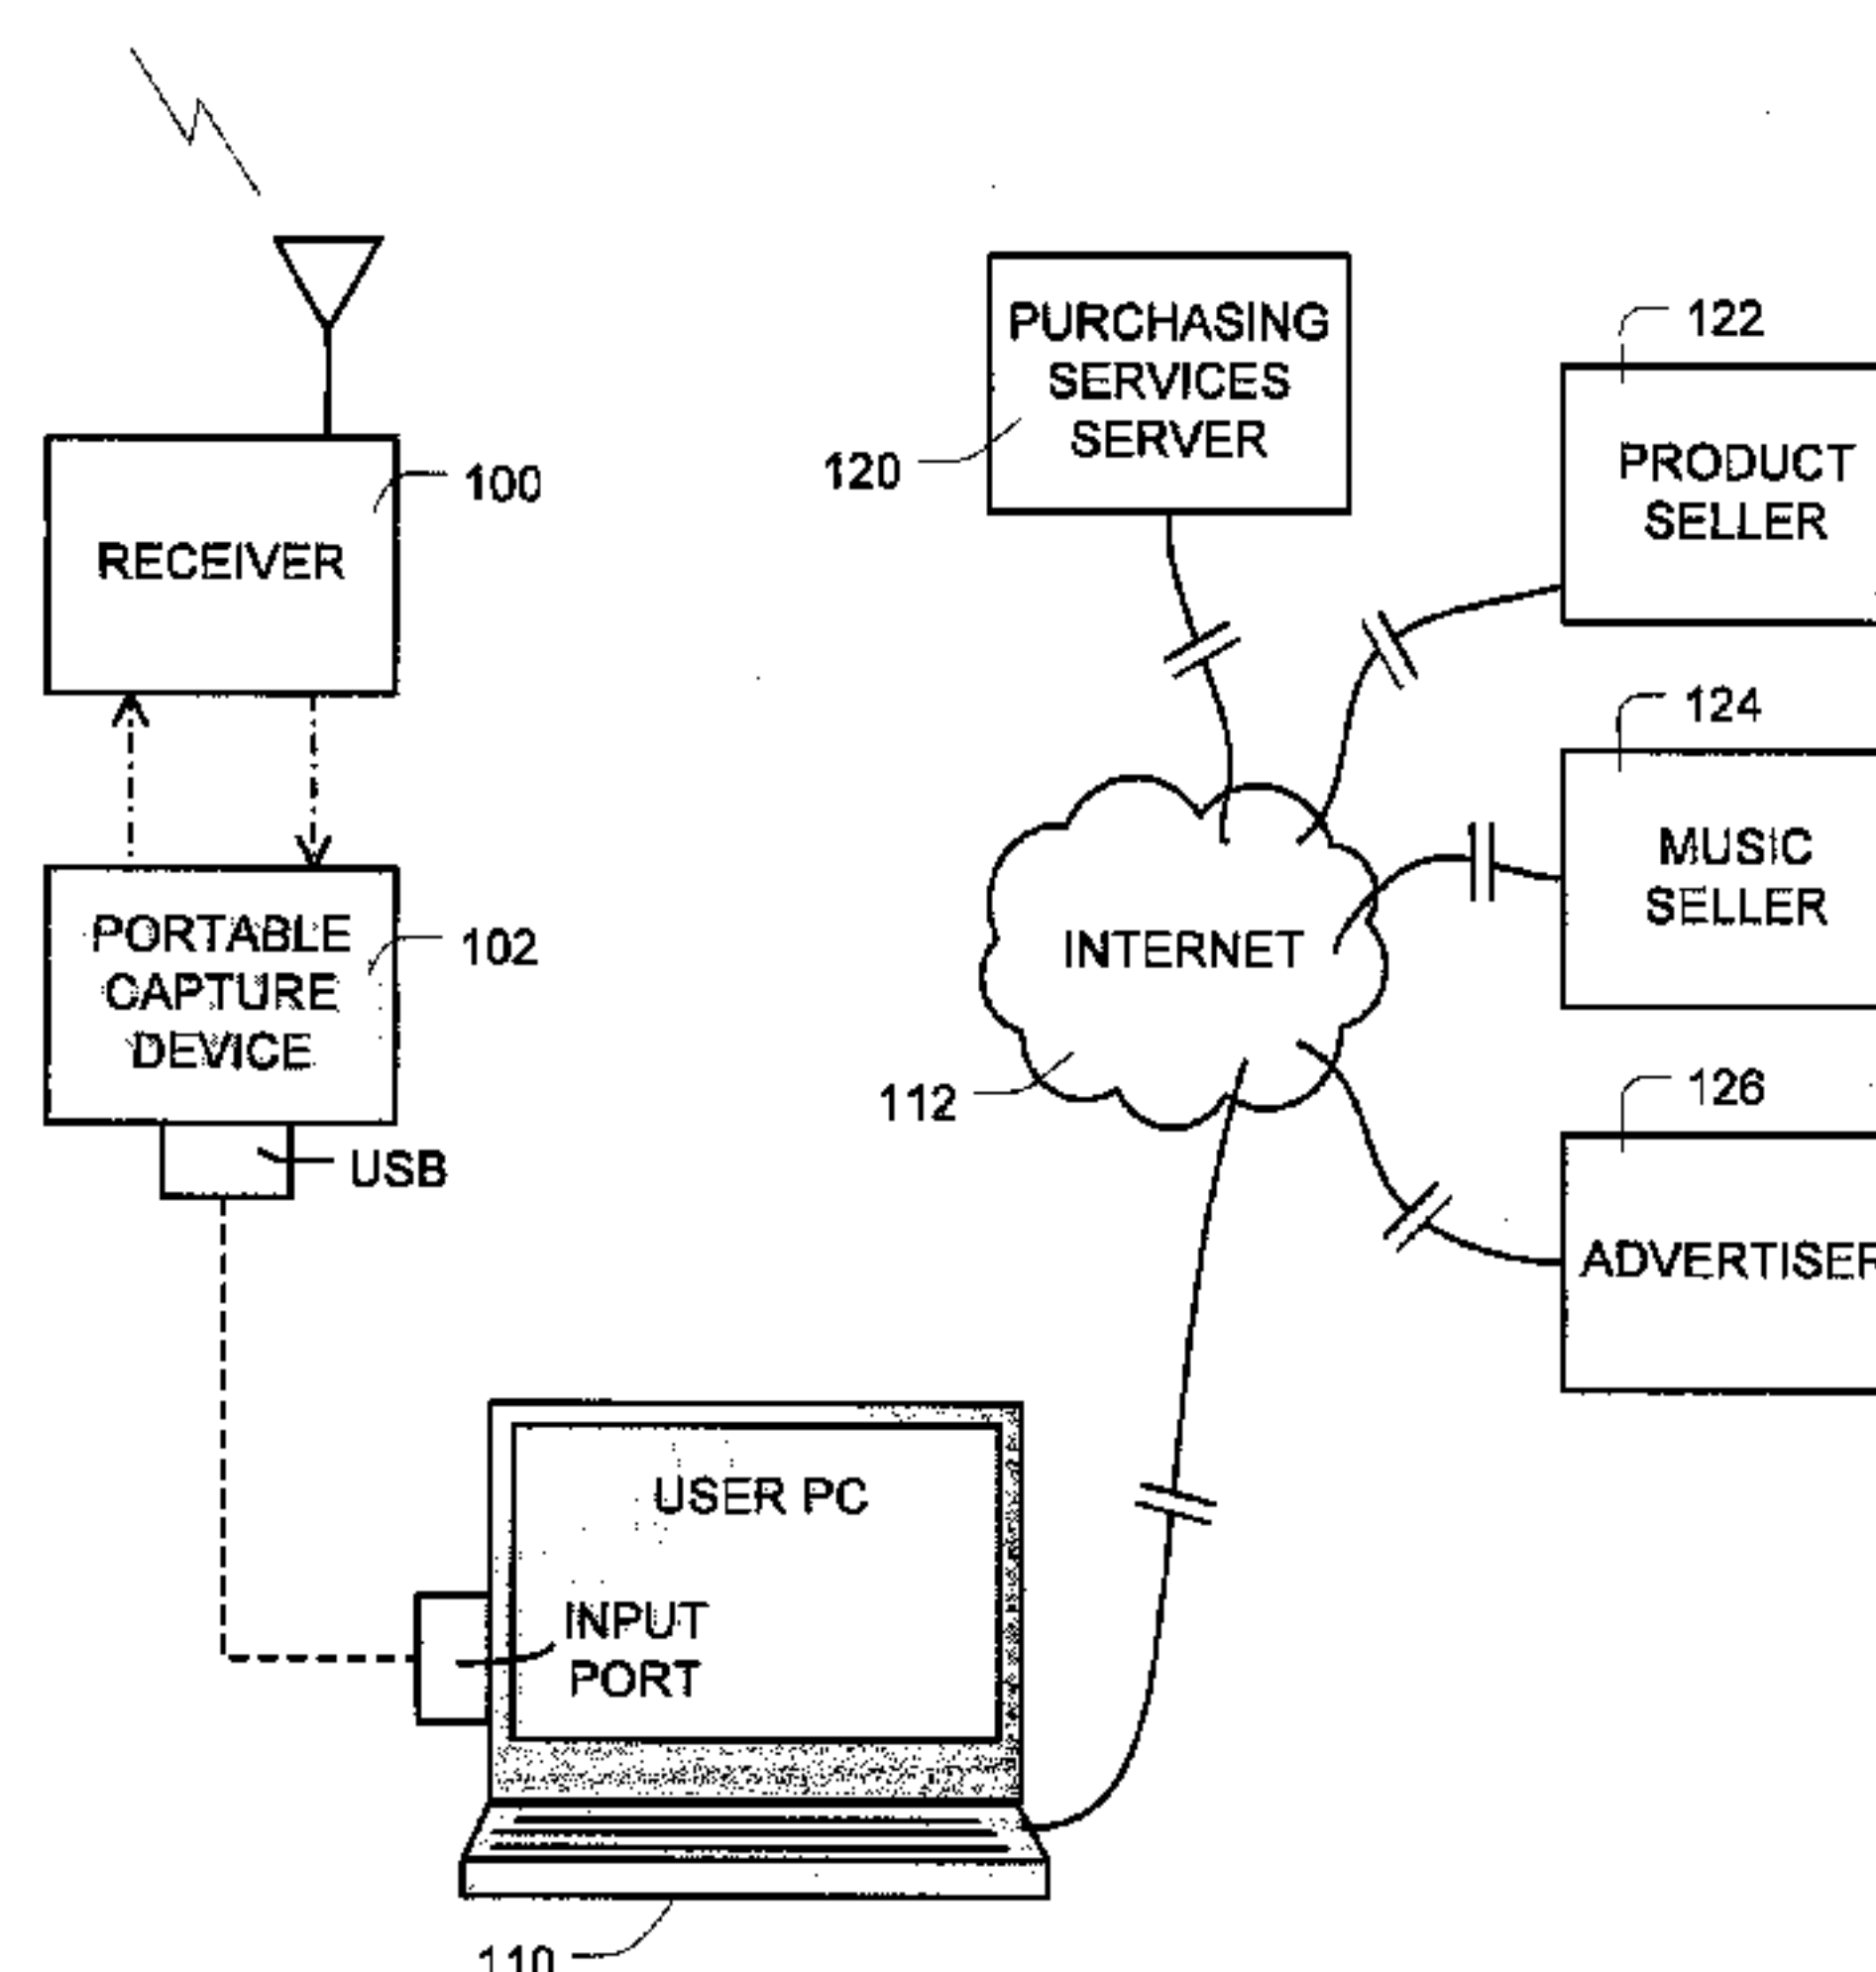 PURCHASING
SERVICES
SERVER
120
122
PRODUCT
SELLER
100
RECEIVER
124
MUSIC
SELLER
PORTABLE
CAPTURE
DEVICE
102
INTERNET
112
USB
126
ADVERTISER
USER PC
INPUT
PORT
110